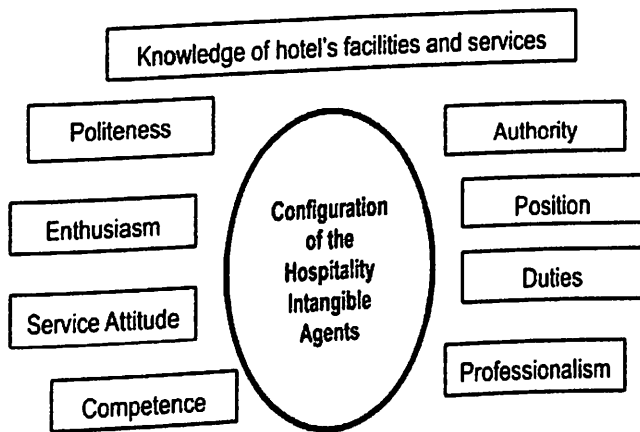 Knowledge of hotel's facilities and services
Politeness
Enthusiasm
Service Attitude
Competence
Configuration
of the
Hospitality
Intangible
Agents
Authority
Position
Duties
Professionalism